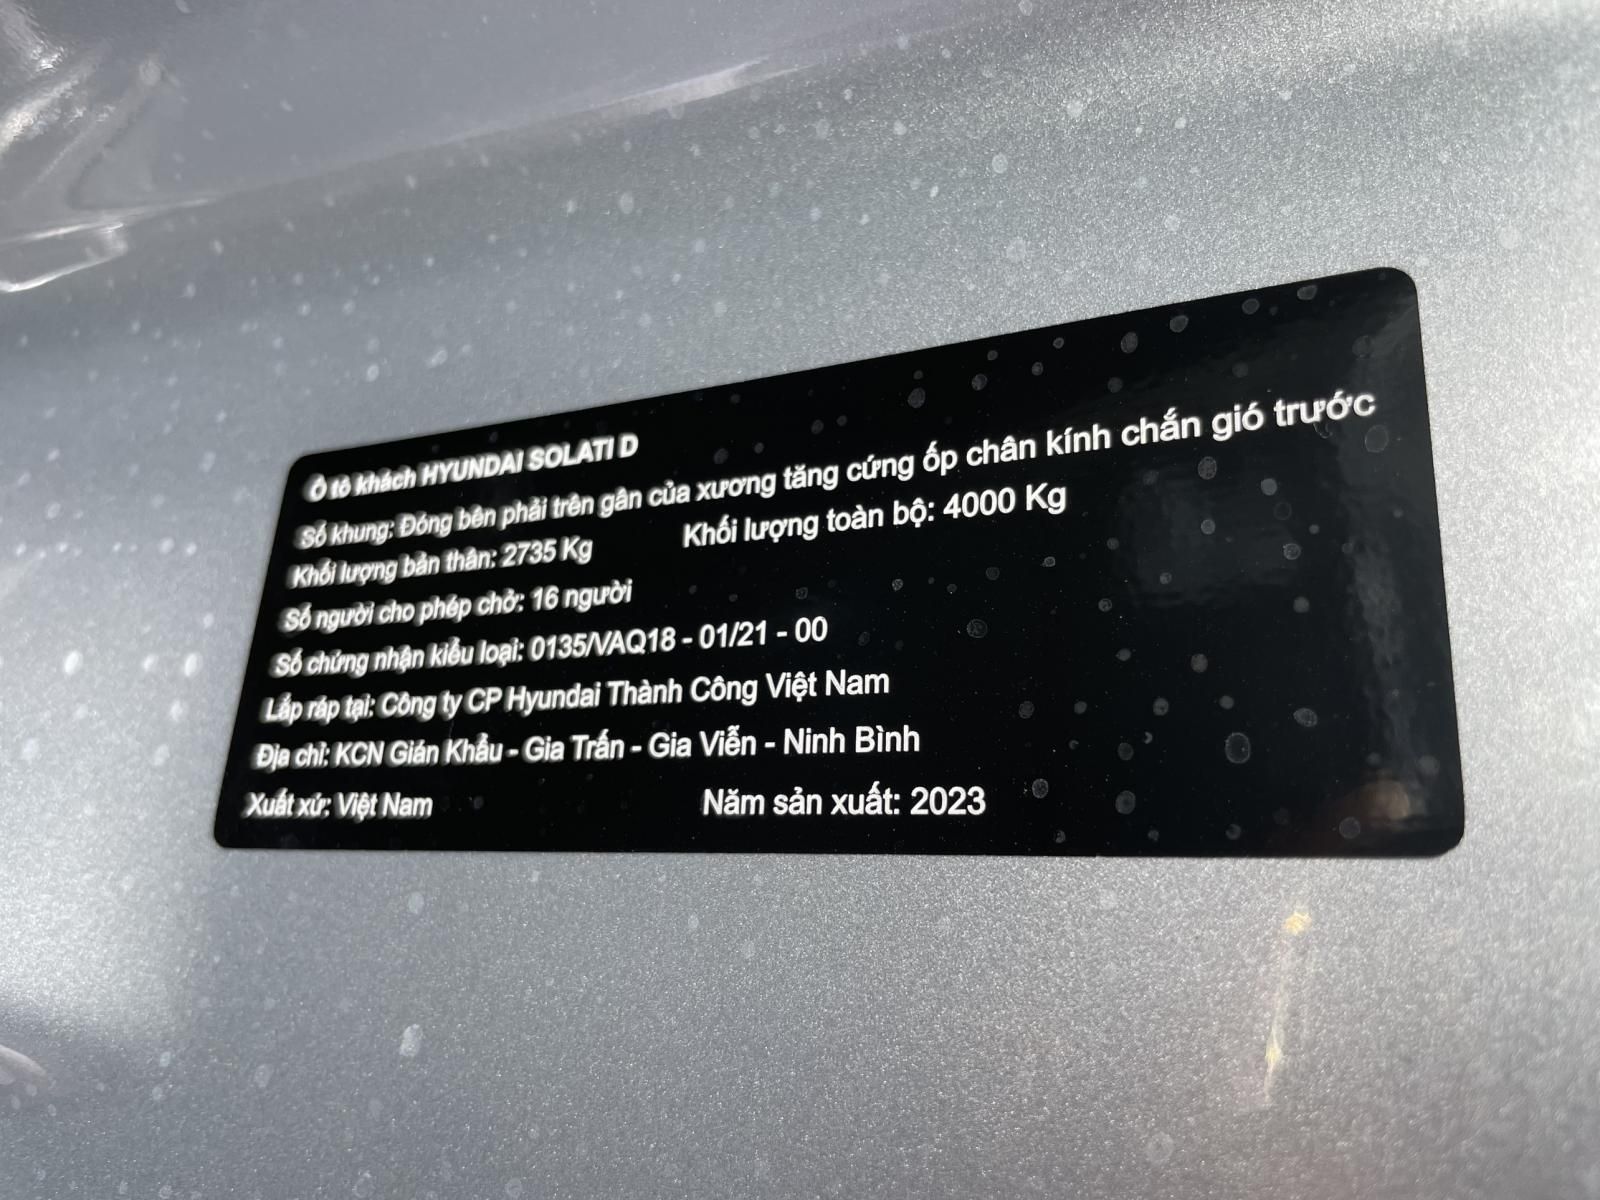 Ô tô khách HYUNDAI SOLATI D
Số khung: Đóng bên phải trên gân của xương tăng cứng ốp chân kính chắn gió trước
Khối lượng bản thân: 2735 Kg Khối lượng toàn bộ: 4000 Kg
Số người cho phép chở: 16 người
Số chứng nhận kiểu loại: 0135/VAQ18 - 01/21 - 00
Lắp ráp tại: Công ty CP Hyundai Thành Công Việt Nam
Địa chỉ: KCN Gián Khẩu - Gia Trấn - Gia Viễn - Ninh Bình
Xuất xứ: Việt Nam Năm sản xuất: 2023